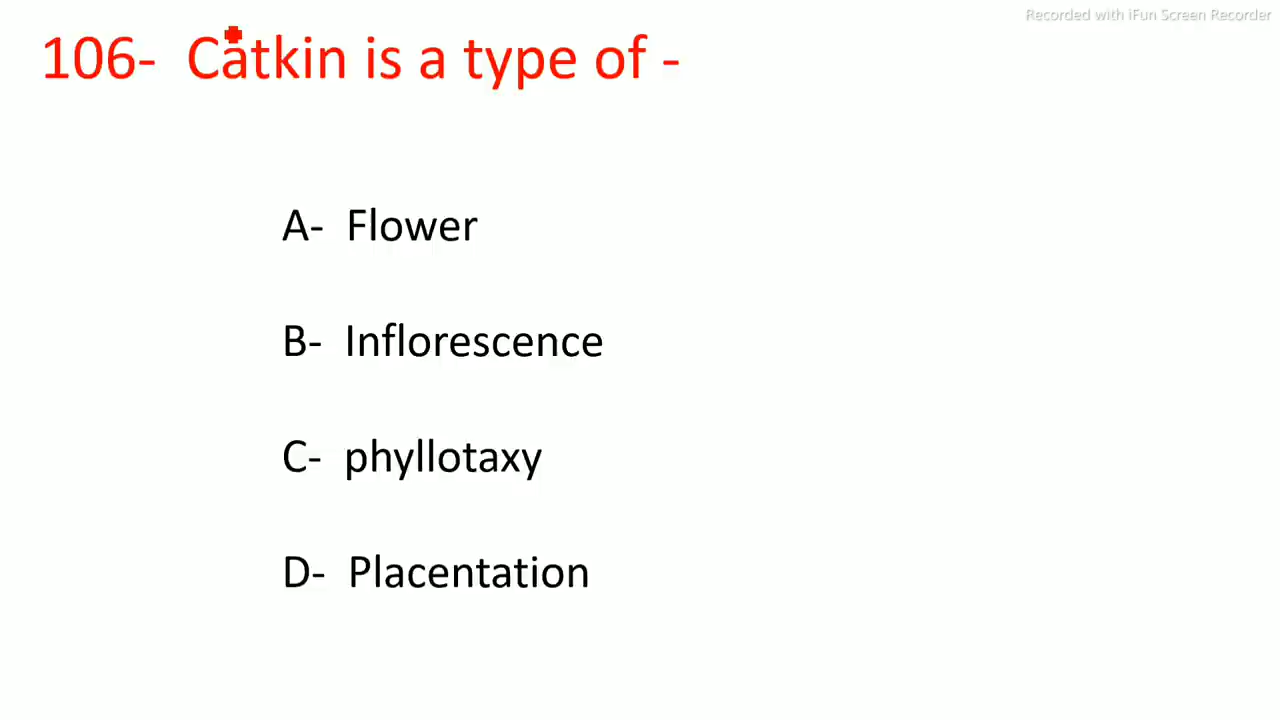 Recorded with iFun Screen Recorder
106- Catkin is a type of -
A- Flower
B- Inflorescence
C- phyllotaxy
D- Placentation